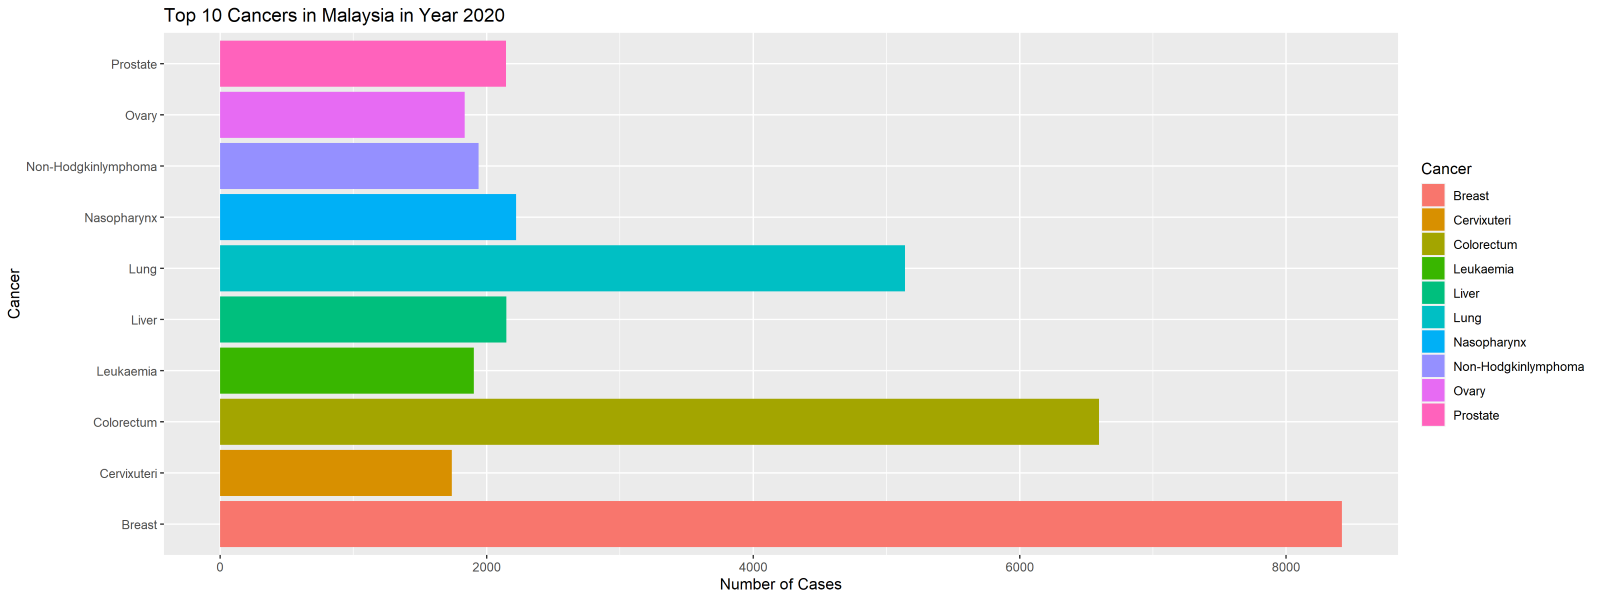 Top 10 Cancers in Malaysia in Year 2020
Cancer
Prostate
Ovary
Non-Hodgkinlymphoma
Nasopharynx
Lung
Liver
Leukaemia
Colorectum
Cervixuteri
Breast
0 2000 4000 6000 8000
Number of Cases
Cancer
Breast
Cervixuteri
Colorectum
Leukaemia
Liver
Lung
Nasopharynx
Non-Hodgkinlymphoma
Ovary
Prostate